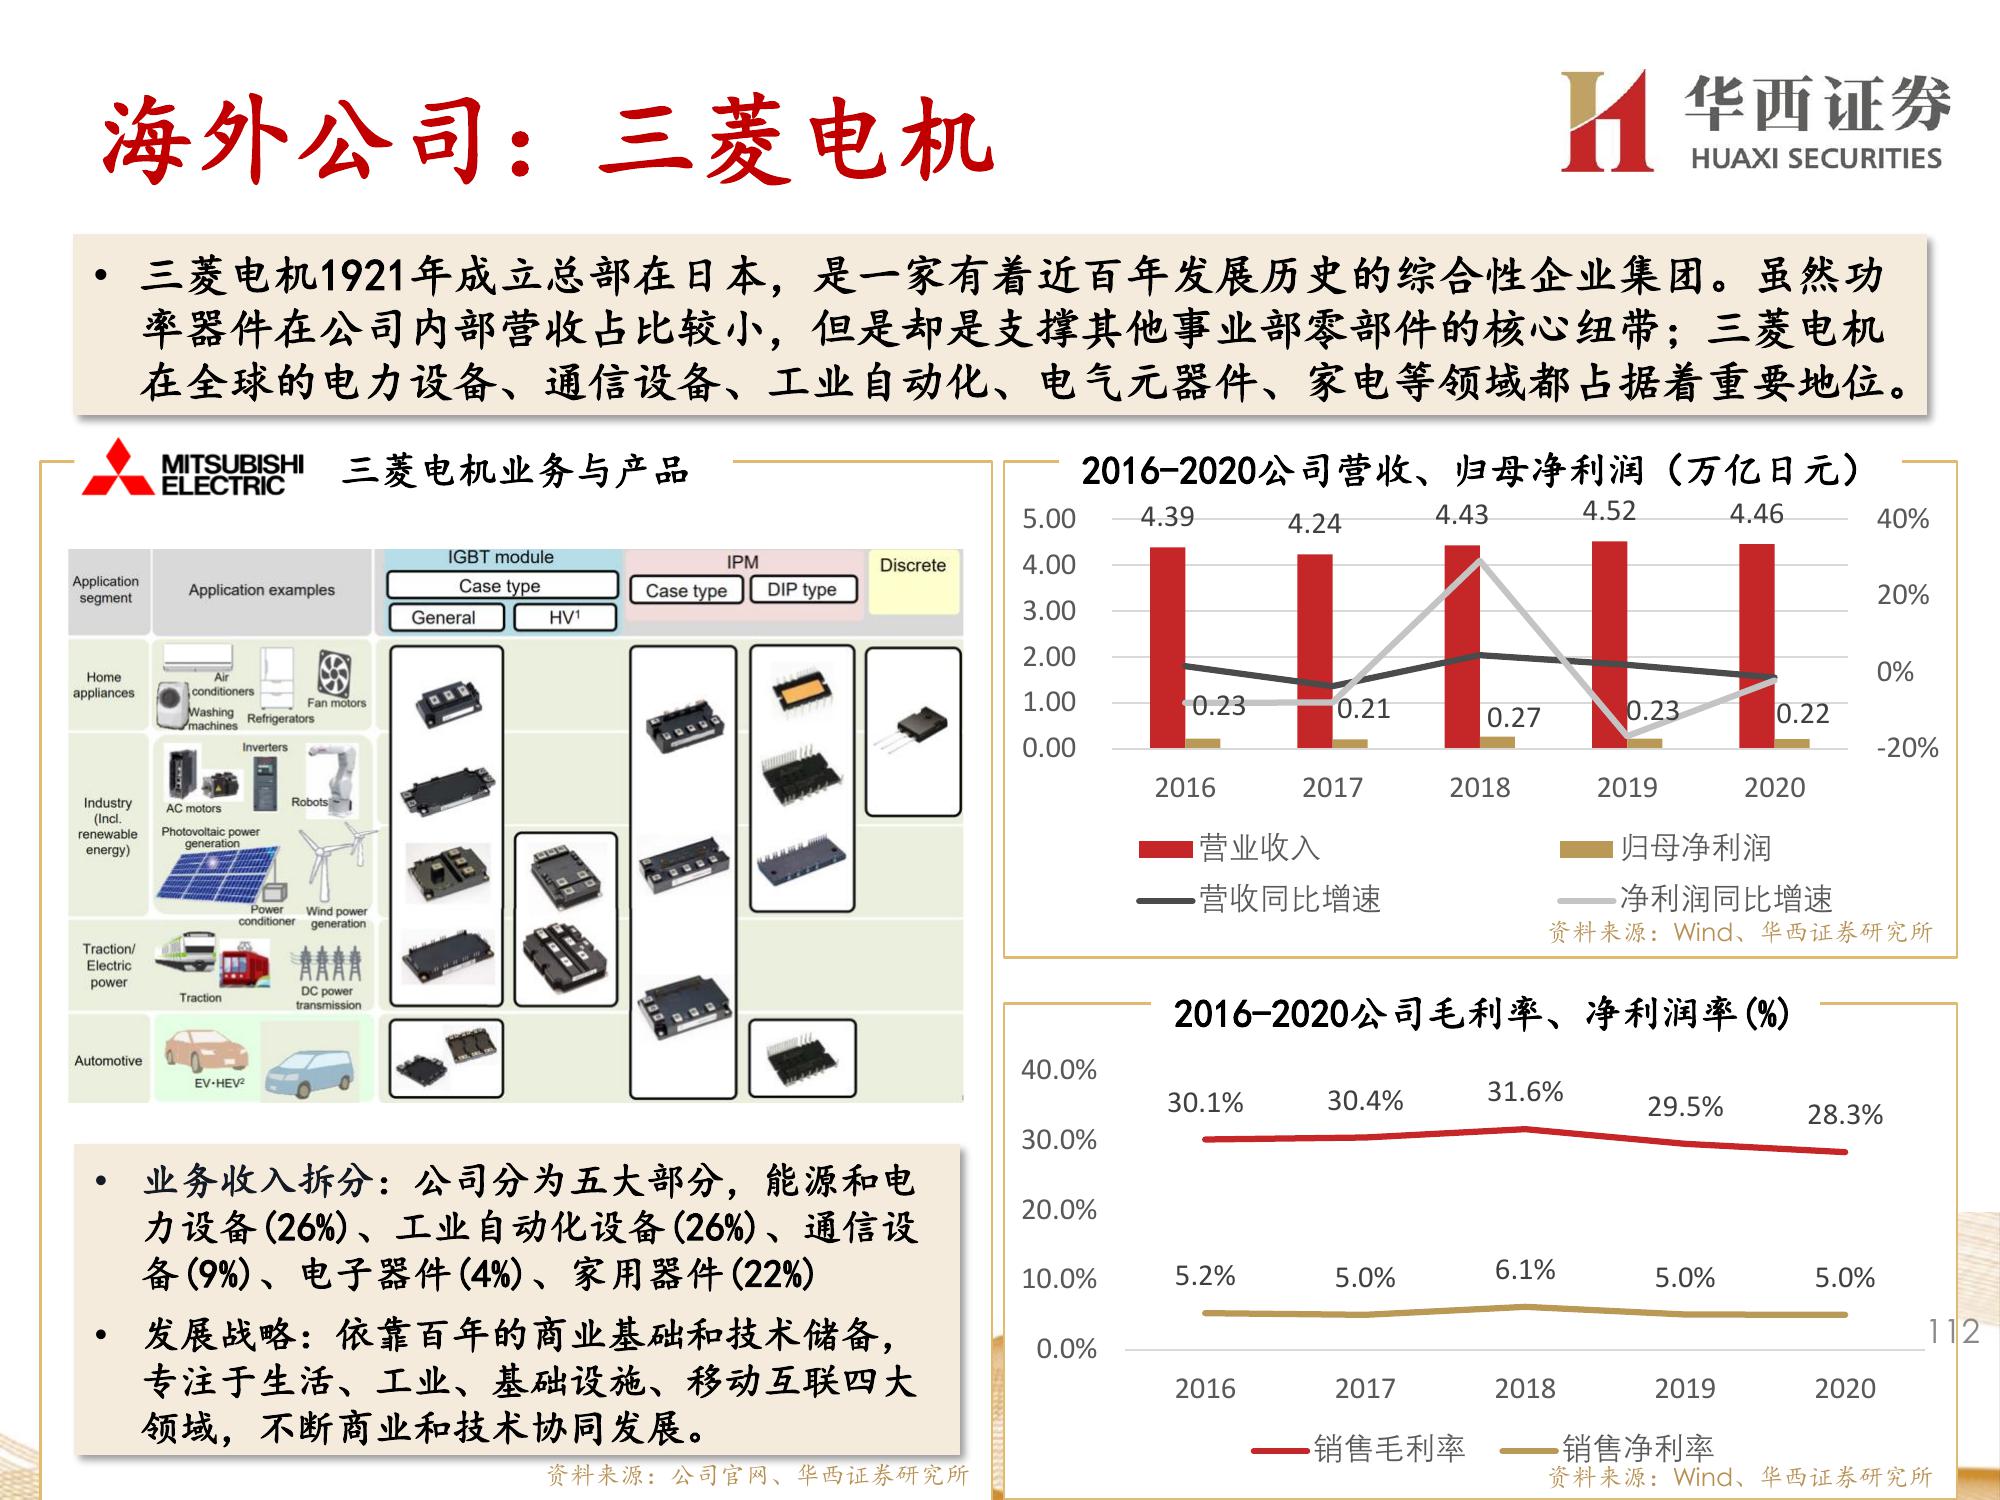 海外公司：三菱电机
华西证券
HUAXI SECURITIES
• 三菱电机1921年成立总部在日本，是一家有着近百年发展历史的综合性企业集团。虽然功
率器件在公司内部营收占比较小，但是却是支撑其他事业部零部件的核心纽带；三菱电机
在全球的电力设备、通信设备、工业自动化、电气元器件、家电等领域都占据着重要地位。
MITSUBISHI
ELECTRIC
三菱电机业务与产品
Application
segment
Application examples
IGBT module
Case type
General
HV¹
IPM
Case type
DIP type
Discrete
Home
appliances
Air
conditioners
Washing
machines
Refrigerators
Fan motors
Industry
(Incl.
renewable
energy)
Inverters
AC motors
Robots
Photovoltaic power
generation
Power
conditioner
Wind power
generation
Traction/
Electric
power
Traction
DC power
transmission
Automotive
EV・HEV²
• 业务收入拆分：公司分为五大部分，能源和电
力设备(26%)、工业自动化设备(26%)、通信设
备(9%)、电子器件(4%)、家用器件(22%)
• 发展战略：依靠百年的商业基础和技术储备，
专注于生活、工业、基础设施、移动互联四大
领域，不断商业和技术协同发展。
资料来源：公司官网、华西证券研究所
2016-2020公司营收、归母净利润（万亿日元）
5.00
4.00
3.00
2.00
1.00
0.00
4.39
4.24
4.43
4.52
4.46
0.23
0.21
0.27
0.23
0.22
40%
20%
0%
-20%
2016 2017 2018 2019 2020
营业收入 归母净利润
营收同比增速 净利润同比增速
资料来源：Wind、华西证券研究所
2016-2020公司毛利率、净利润率(%)
40.0%
30.0%
20.0%
10.0%
0.0%
30.1% 30.4% 31.6% 29.5% 28.3%
5.2% 5.0% 6.1% 5.0% 5.0%
2016 2017 2018 2019 2020
销售毛利率 销售净利率
资料来源：Wind、华西证券研究所
112